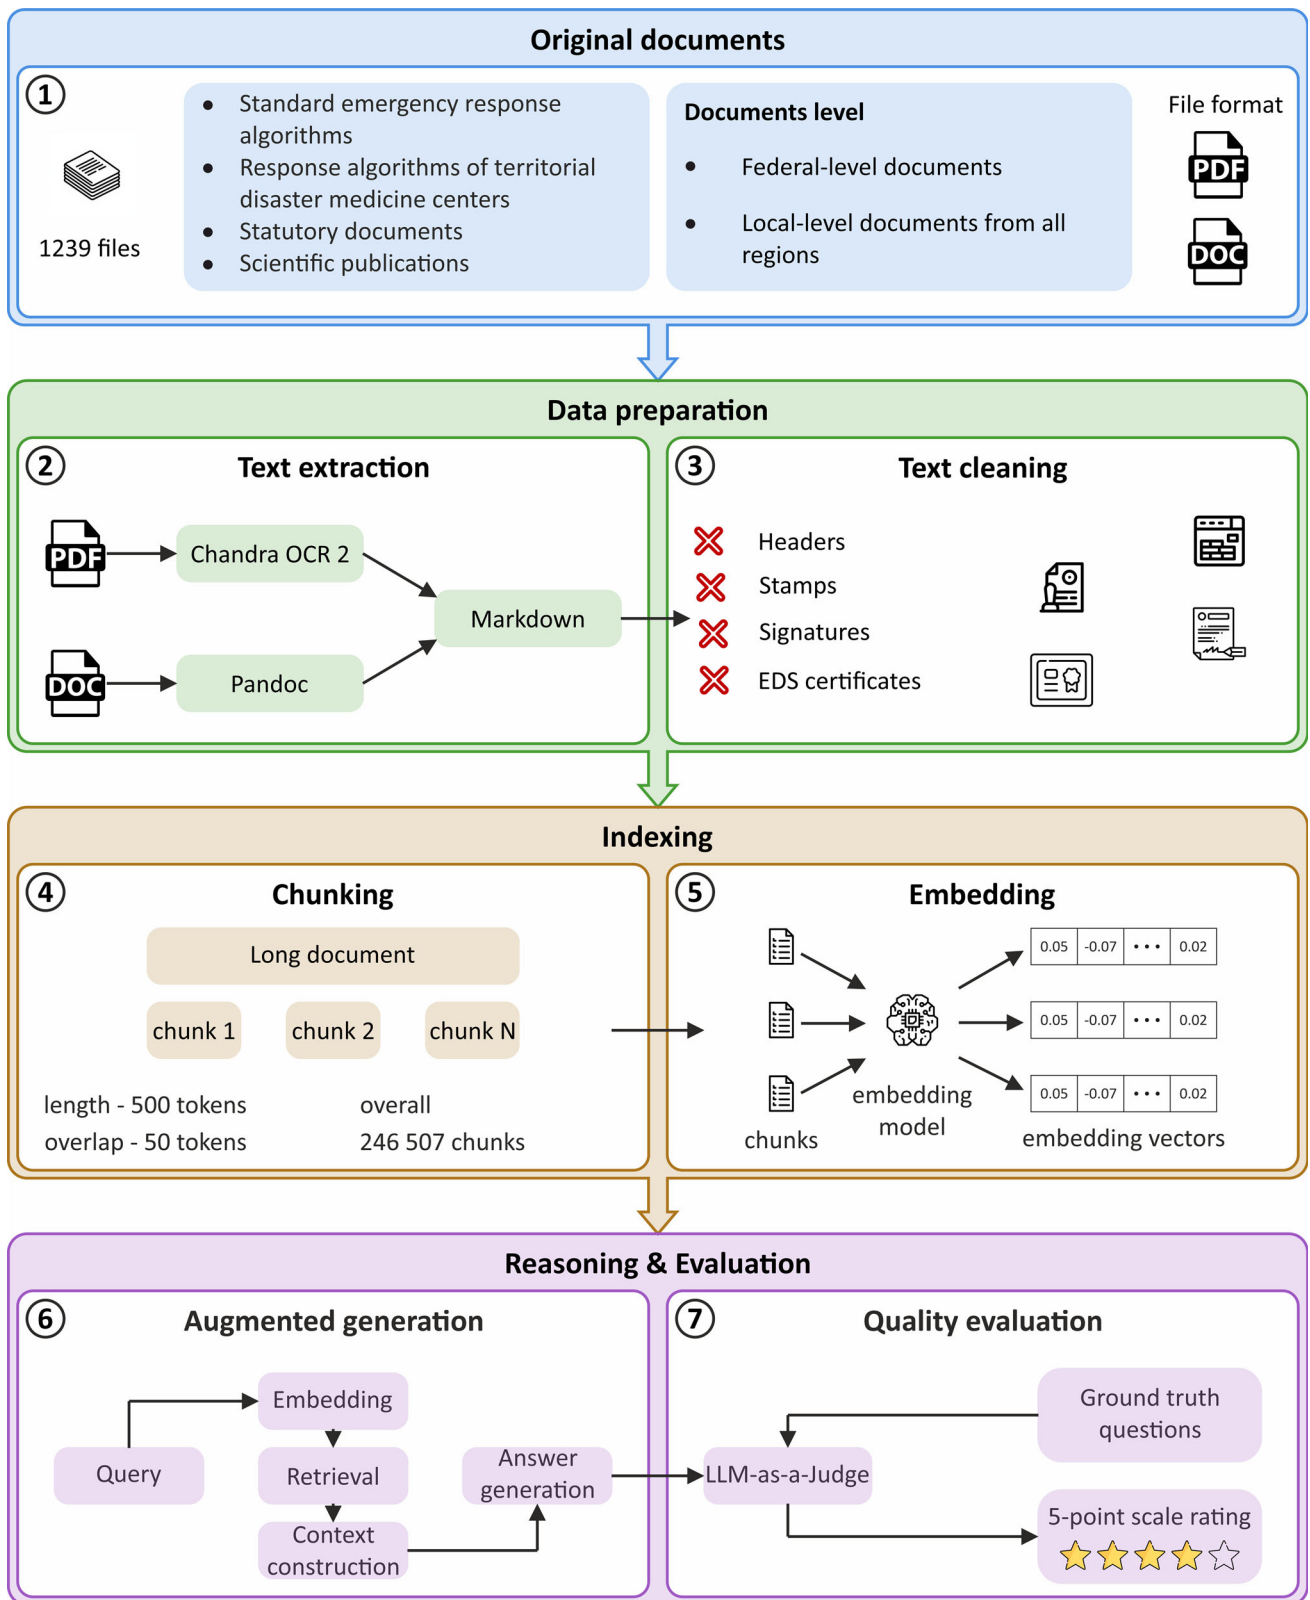 Original documents
1
1239 files
● Standard emergency response
algorithms
● Response algorithms of territorial
disaster medicine centers
● Statutory documents
● Scientific publications
Documents level
● Federal-level documents
● Local-level documents from all
regions
File format
PDF
DOC
Data preparation
2
Text extraction
PDF
Chandra OCR 2
Markdown
DOC
Pandoc
3
Text cleaning
Headers
Stamps
Signatures
EDS certificates
Indexing
4
Chunking
Long document
chunk 1
chunk 2
chunk N
length - 500 tokens
overlap - 50 tokens
overall
246 507 chunks
5
Embedding
chunks
embedding
model
0.05 -0.07 • • • 0.02
0.05 -0.07 • • • 0.02
0.05 -0.07 • • • 0.02
embedding vectors
Reasoning & Evaluation
6
Augmented generation
Query
Embedding
Retrieval
Context
construction
Answer
generation
7
Quality evaluation
Ground truth
questions
LLM-as-a-Judge
5-point scale rating